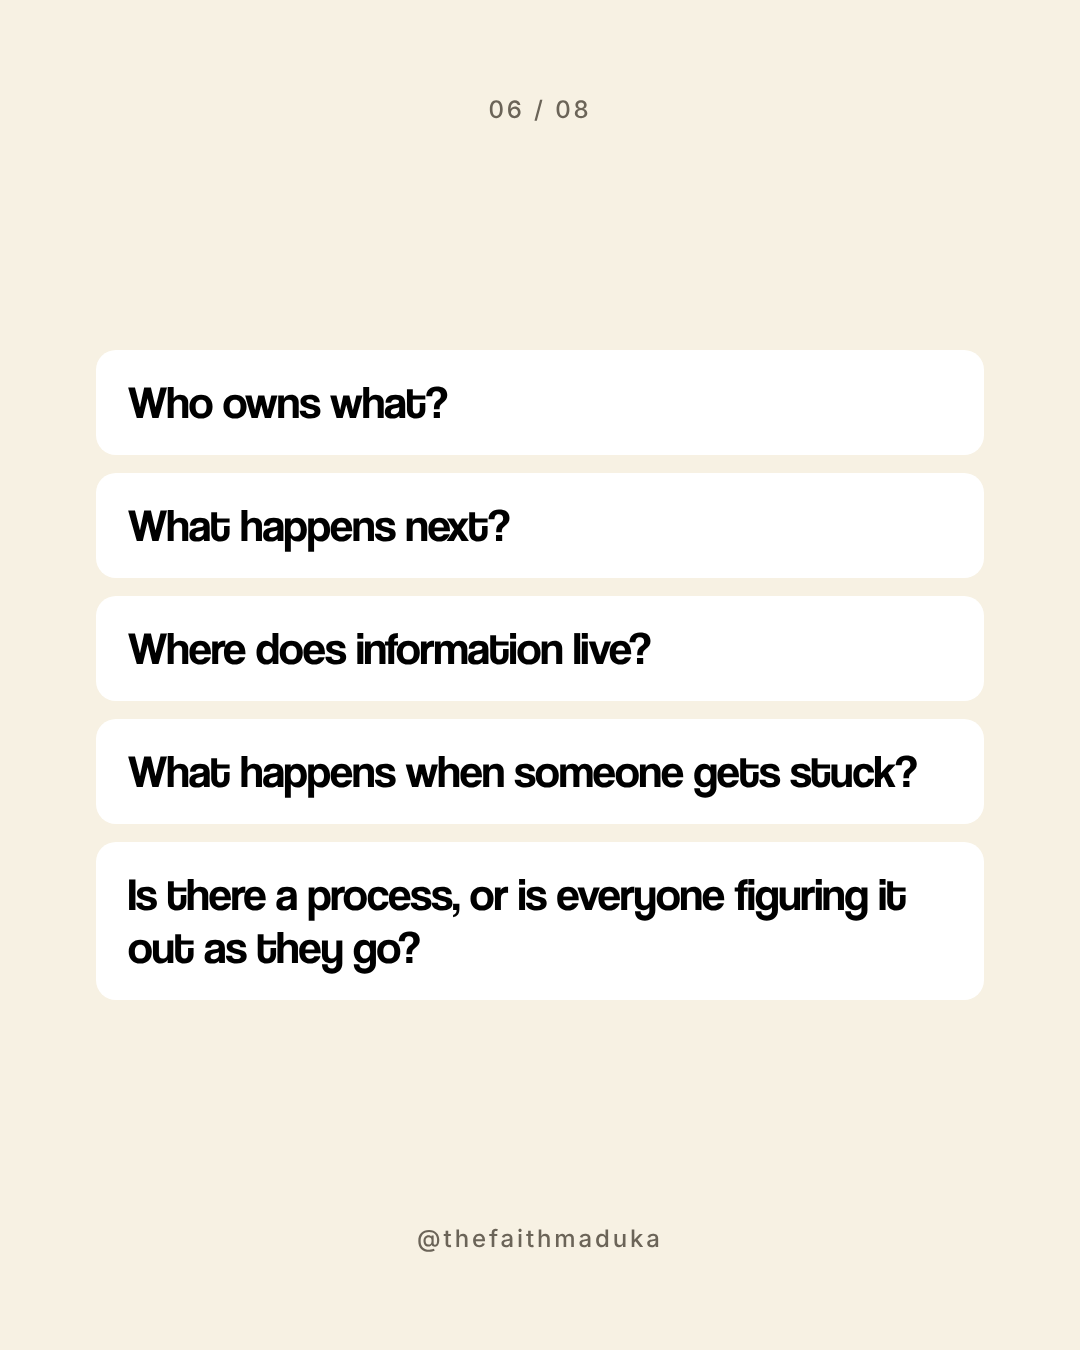 06 / 08
Who owns what?
What happens next?
Where does information live?
What happens when someone gets stuck?
Is there a process, or is everyone figuring it
out as they go?
@thefaithmaduka